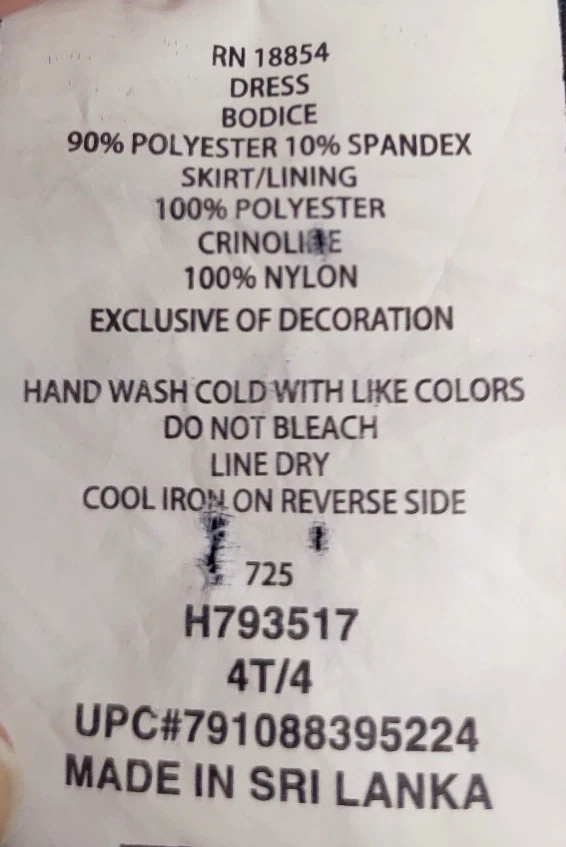 RN 18854
DRESS
BODICE
90% POLYESTER 10% SPANDEX
SKIRT/LINING
100% POLYESTER
CRINOLINE
100% NYLON
EXCLUSIVE OF DECORATION
HAND WASH COLD WITH LIKE COLORS
DO NOT BLEACH
LINE DRY
COOL IRON ON REVERSE SIDE
725
H793517
4T/4
UPC#791088395224
MADE IN SRI LANKA